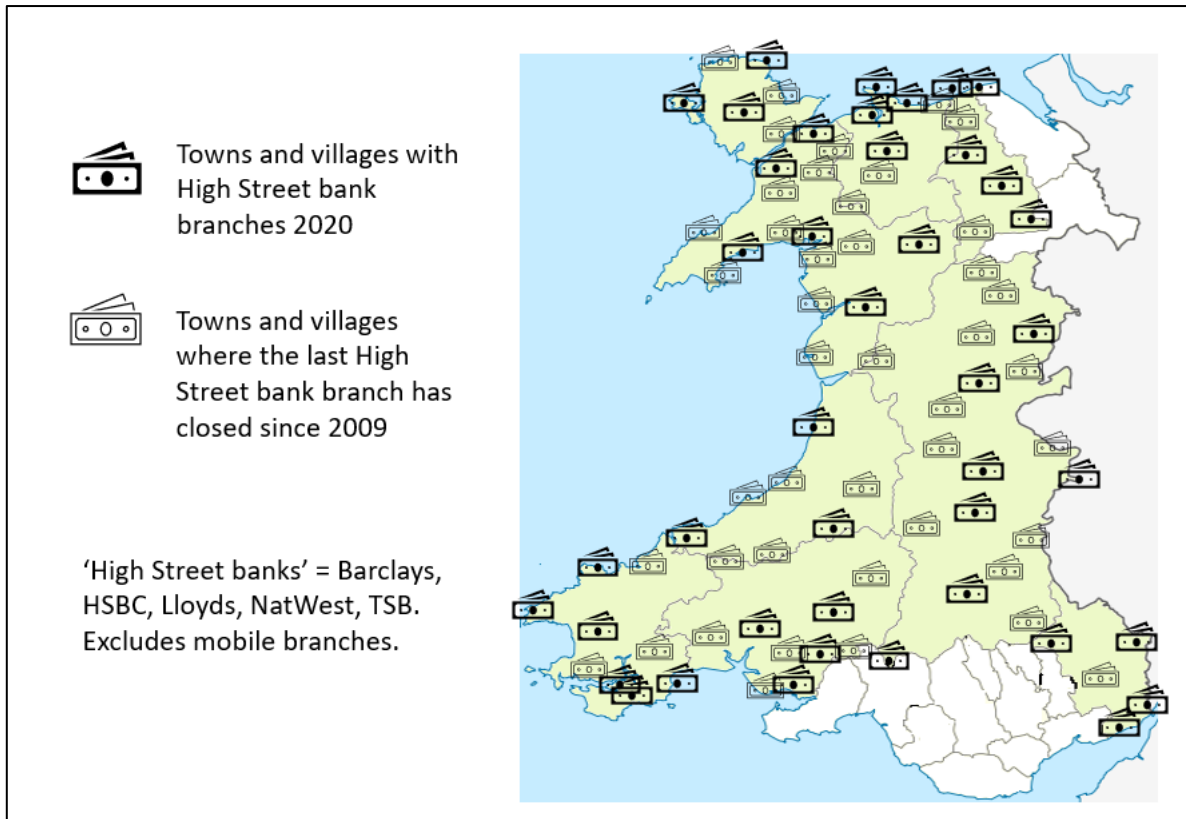 Towns and villages with
High Street bank
branches 2020
Towns and villages
where the last High
Street bank branch has
closed since 2009
‘High Street banks’ = Barclays,
HSBC, Lloyds, NatWest, TSB.
Excludes mobile branches.